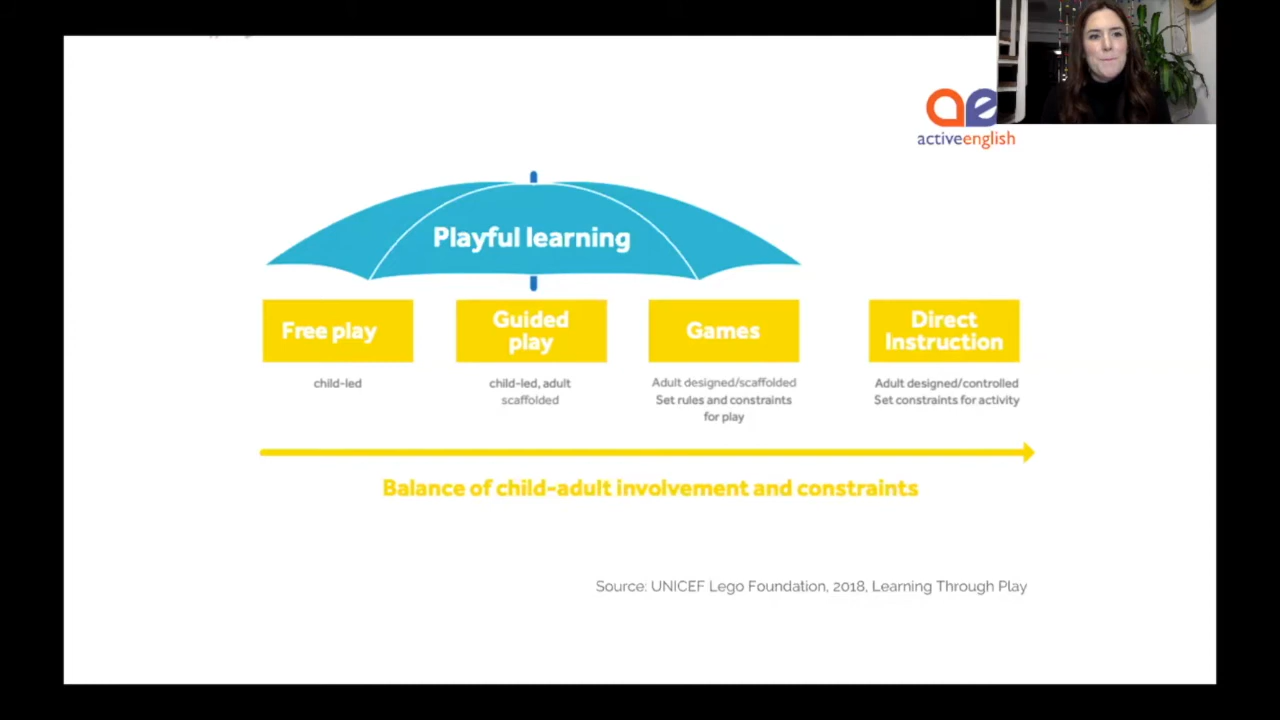 activeenglish
Playful learning
Free play
child-led
Guided
play
child-led, adult
scaffolded
Games
Adult designed/scaffolded
Set rules and constraints
for play
Direct
Instruction
Adult designed/controlled
Set constraints for activity
Balance of child-adult involvement and constraints
Source: UNICEF Lego Foundation, 2018, Learning Through Play